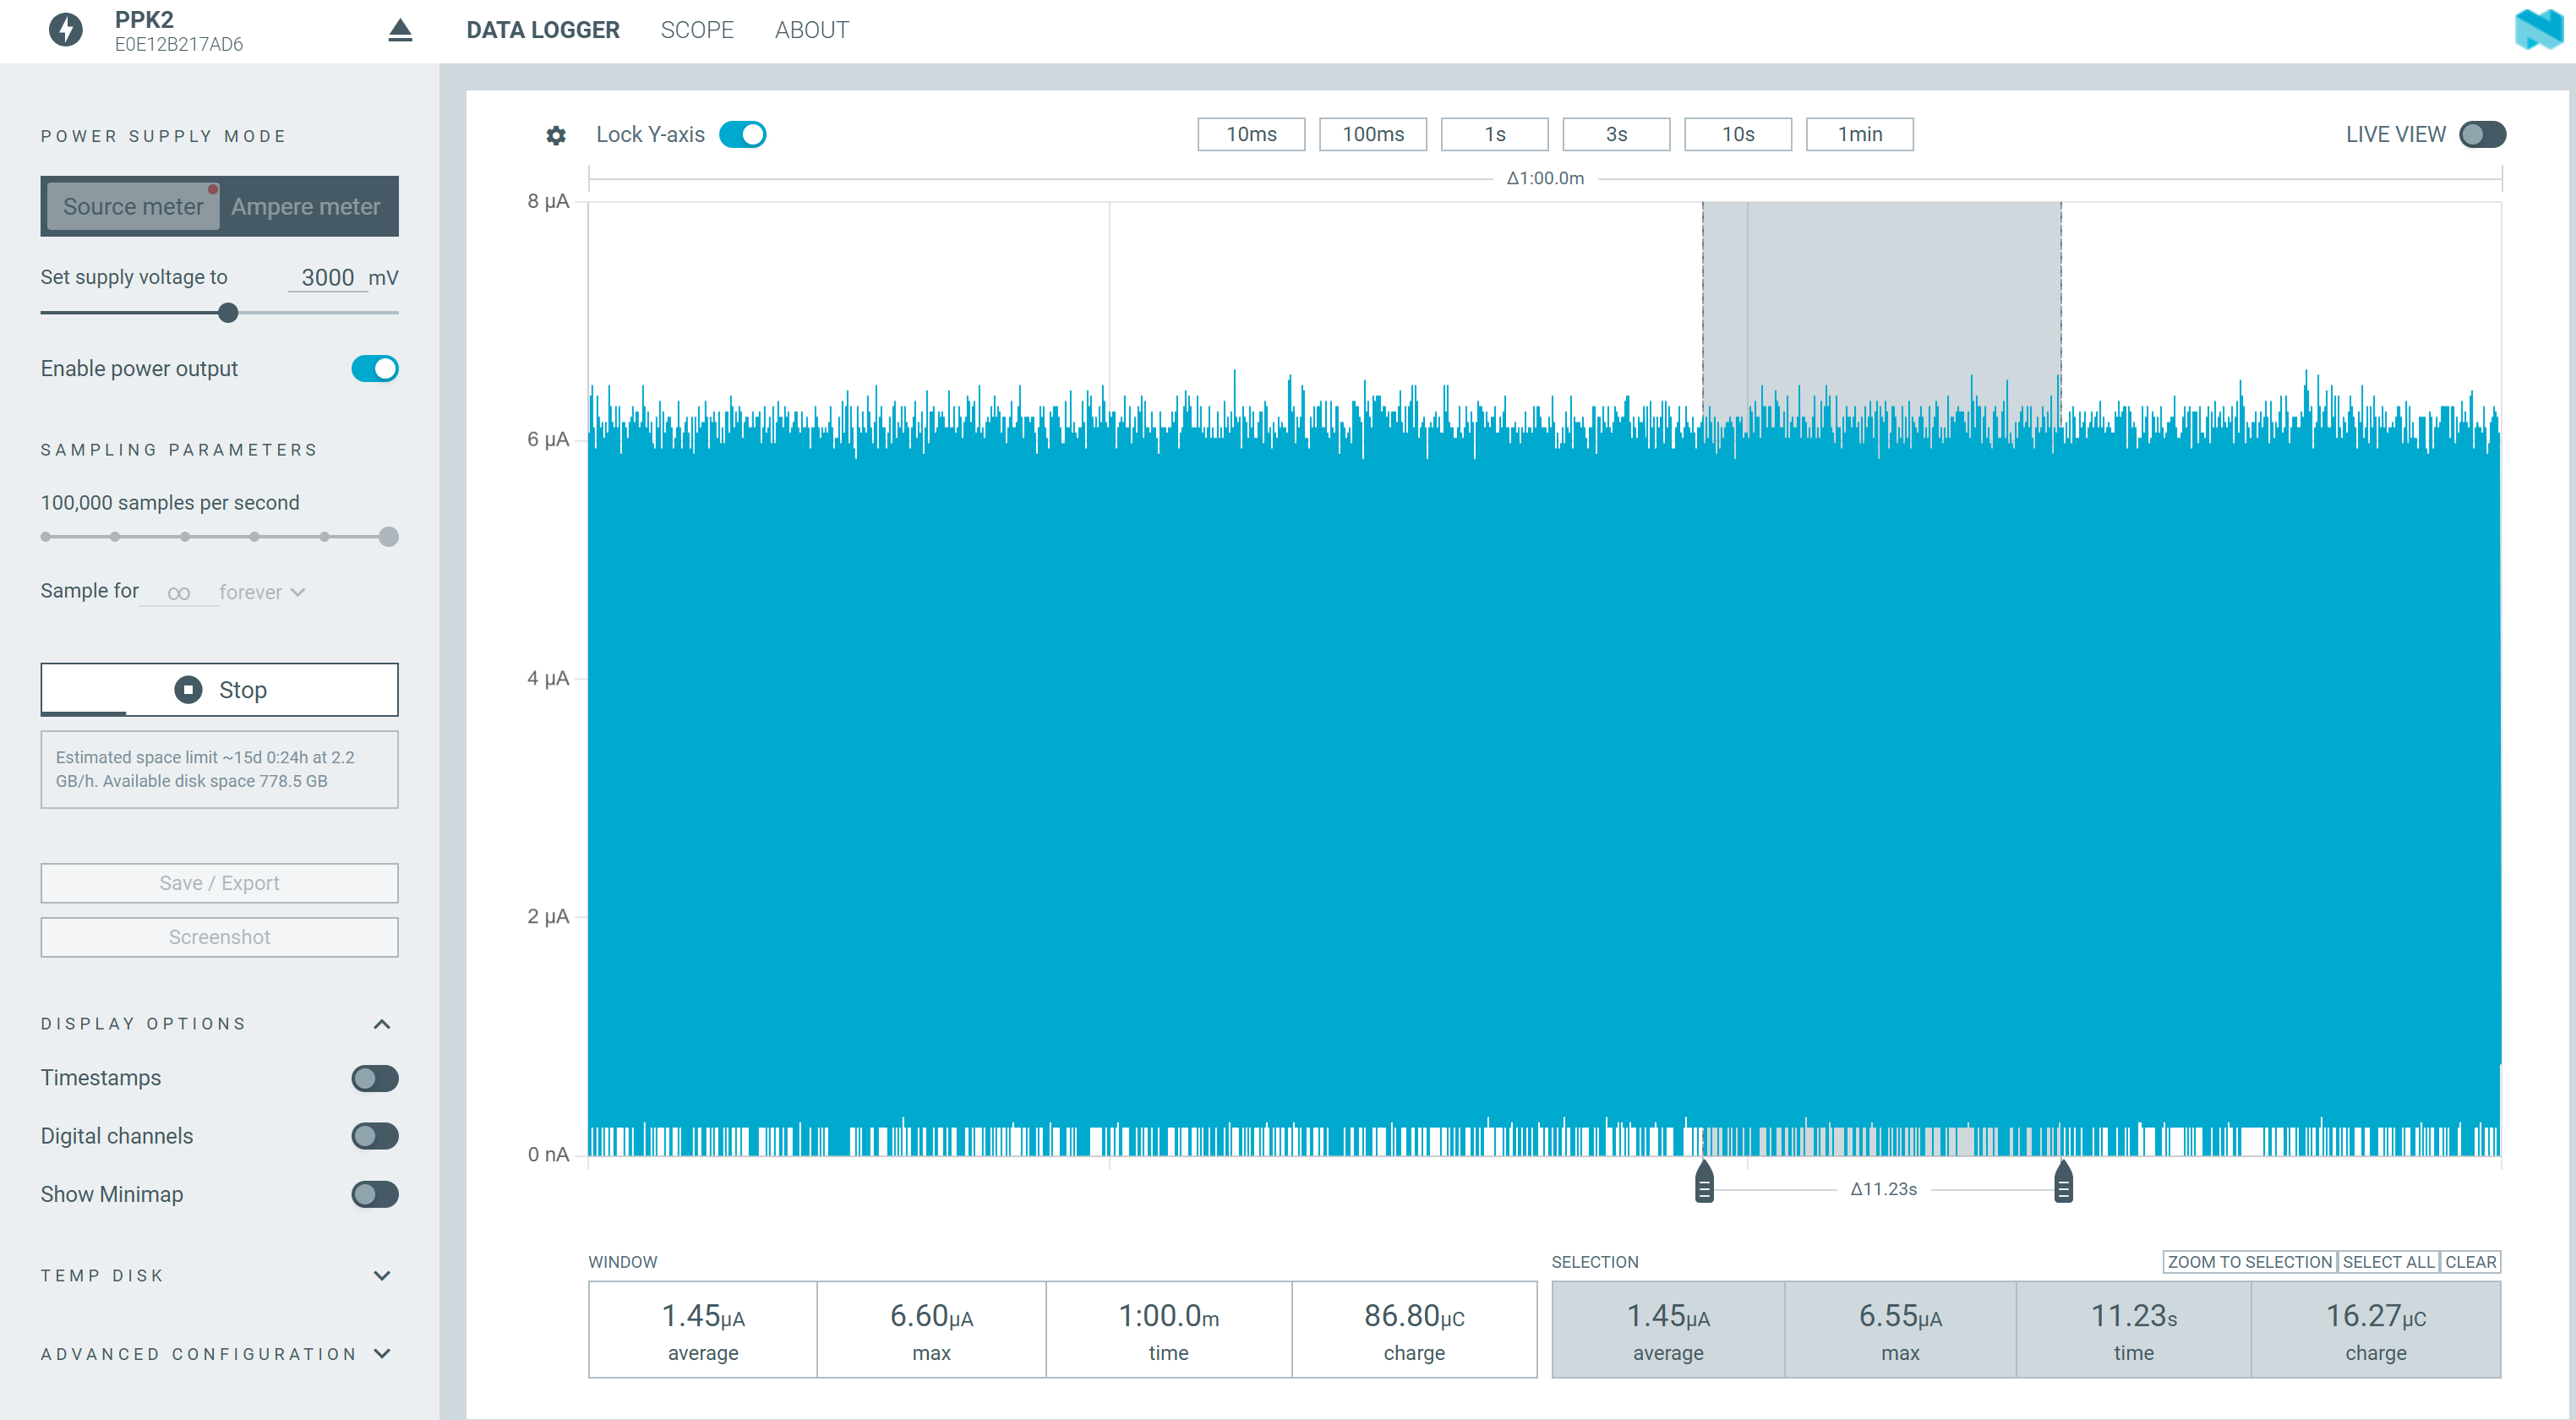 PPK2
E0E12B217AD6
DATA LOGGER SCOPE ABOUT
POWER SUPPLY MODE
Source meter Ampere meter
Set supply voltage to 3000 mV
Enable power output
SAMPLING PARAMETERS
100,000 samples per second
Sample for ∞ forever
Stop
Estimated space limit ~15d 0:24h at 2.2
GB/h. Available disk space 778.5 GB
Save / Export
Screenshot
DISPLAY OPTIONS
Timestamps
Digital channels
Show Minimap
TEMP DISK
ADVANCED CONFIGURATION
Lock Y-axis 10ms 100ms 1s 3s 10s 1min LIVE VIEW
Δ1:00.0m
8 µA
6 µA
4 µA
2 µA
0 nA
Δ11.23s
WINDOW
1.45µA 6.60µA 1:00.0m 86.80µC
average max time charge
SELECTION ZOOM TO SELECTION SELECT ALL CLEAR
1.45µA 6.55µA 11.23s 16.27µC
average max time charge